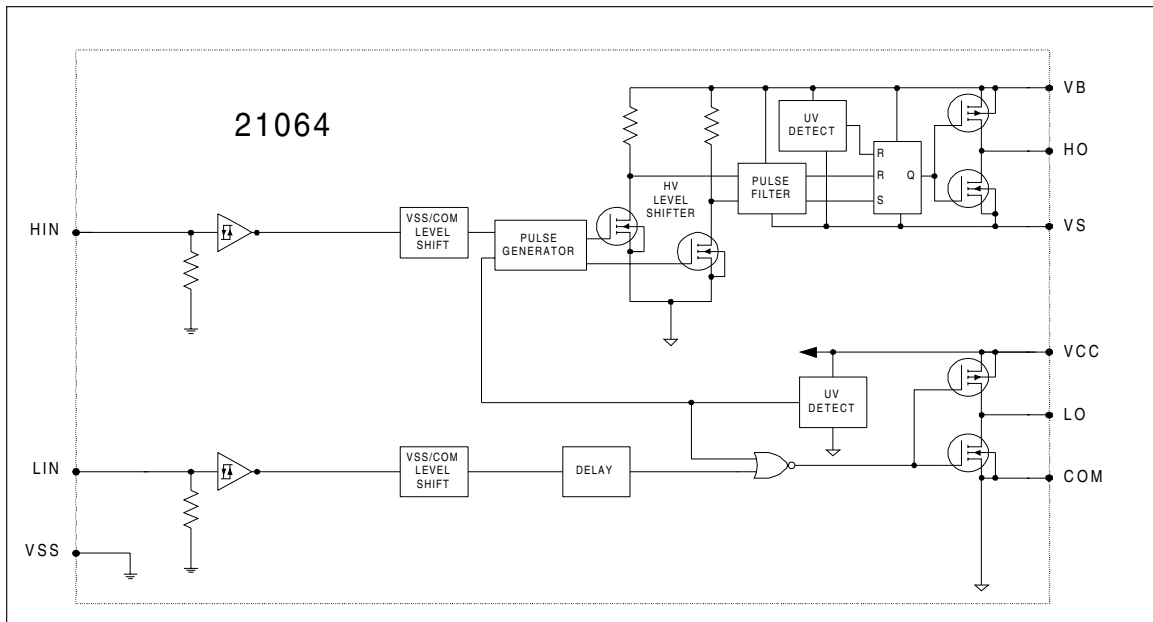 21064
VB
UV
DETECT
HO
R
R
S
Q
PULSE
FILTER
HV
LEVEL
SHIFTER
HIN
VSS/COM
LEVEL
SHIFT
PULSE
GENERATOR
VS
VCC
UV
DETECT
LO
LIN
VSS/COM
LEVEL
SHIFT
DELAY
COM
VSS